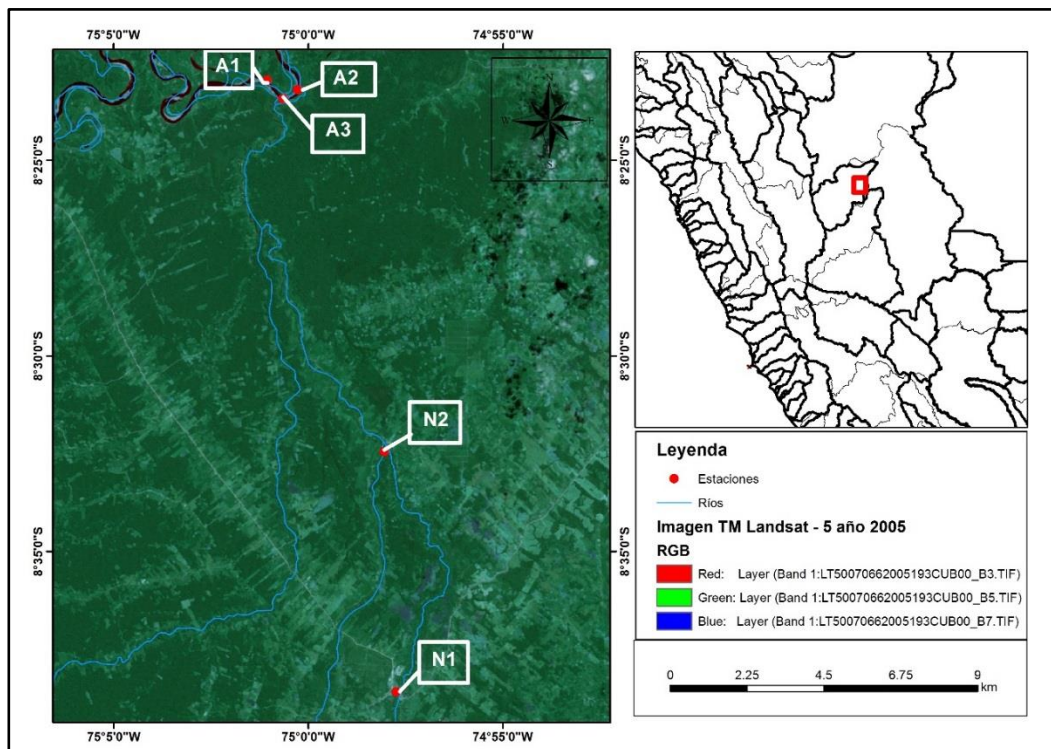 75°5'0"W 75°0'0"W 74°55'0"W
A1
A2
A3
N
W E
S
8°25'0"S 8°25'0"S
8°30'0"S 8°30'0"S
N2
8°35'0"S 8°35'0"S
N1
75°5'0"W 75°0'0"W 74°55'0"W
Leyenda
Estaciones
Ríos
Imagen TM Landsat - 5 año 2005
RGB
Red: Layer (Band 1:LT50070662005193CUB00_B3.TIF)
Green: Layer (Band 1:LT50070662005193CUB00_B5.TIF)
Blue: Layer (Band 1:LT50070662005193CUB00_B7.TIF)
0 2.25 4.5 6.75 9
km